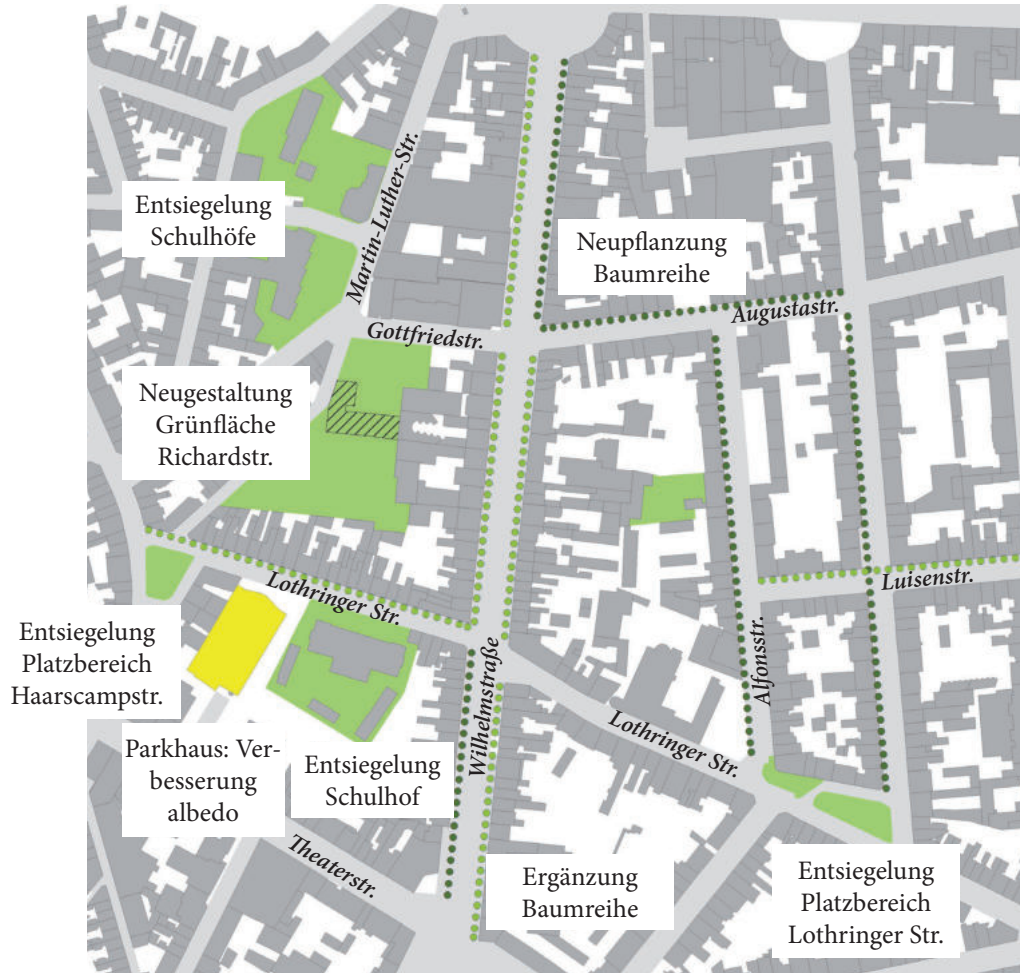 Martin-Luther-Str.
Entsiegelung
Schulhöfe
Neupflanzung
Baumreihe
Augustastr.
Gottfriedstr.
Neugestaltung
Grünfläche
Richardstr.
Lothringer Str.
Luisenstr.
Entsiegelung
Platzbereich
Haarscampstr.
Wilhelmstraße
Alfonsstr.
Lothringer Str.
Parkhaus: Ver-
besserung
albedo
Entsiegelung
Schulhof
Theaterstr.
Ergänzung
Baumreihe
Entsiegelung
Platzbereich
Lothringer Str.